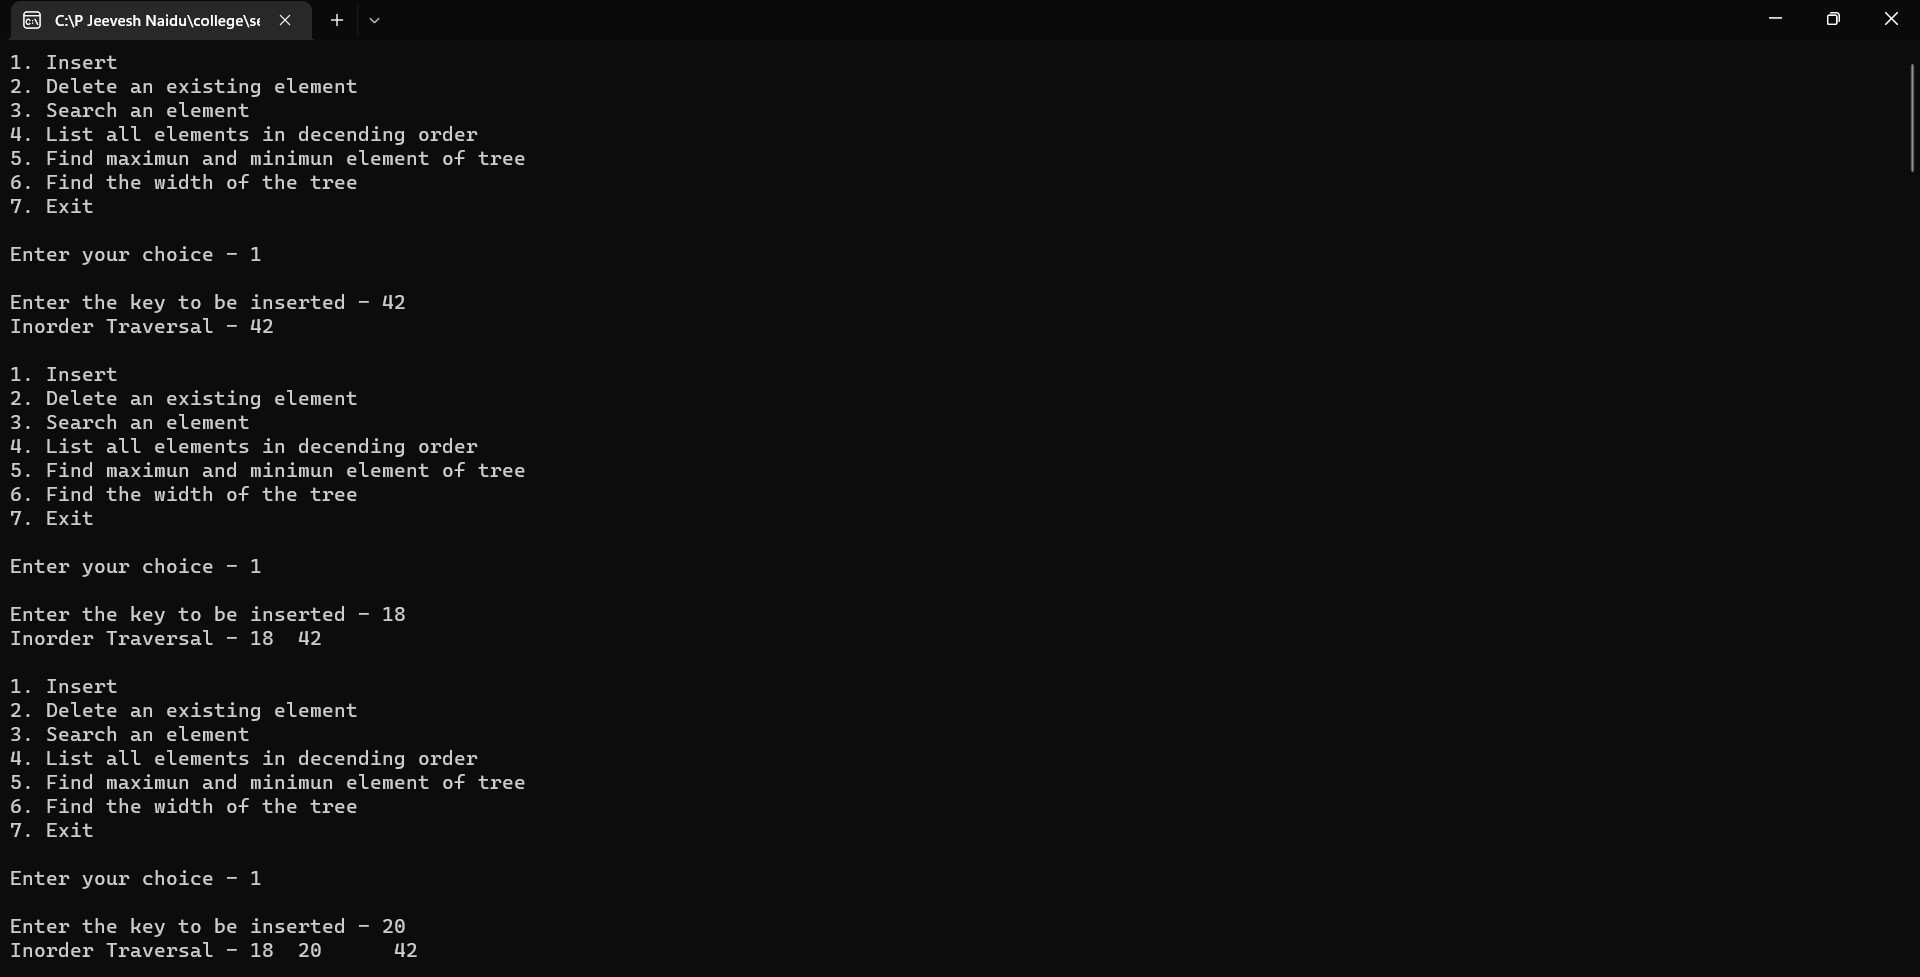 C:\P Jeevesh Naidu\college\se
1. Insert
2. Delete an existing element
3. Search an element
4. List all elements in decending order
5. Find maximun and minimun element of tree
6. Find the width of the tree
7. Exit
Enter your choice - 1
Enter the key to be inserted - 42
Inorder Traversal - 42
1. Insert
2. Delete an existing element
3. Search an element
4. List all elements in decending order
5. Find maximun and minimun element of tree
6. Find the width of the tree
7. Exit
Enter your choice - 1
Enter the key to be inserted - 18
Inorder Traversal - 18  42
1. Insert
2. Delete an existing element
3. Search an element
4. List all elements in decending order
5. Find maximun and minimun element of tree
6. Find the width of the tree
7. Exit
Enter your choice - 1
Enter the key to be inserted - 20
Inorder Traversal - 18  20      42